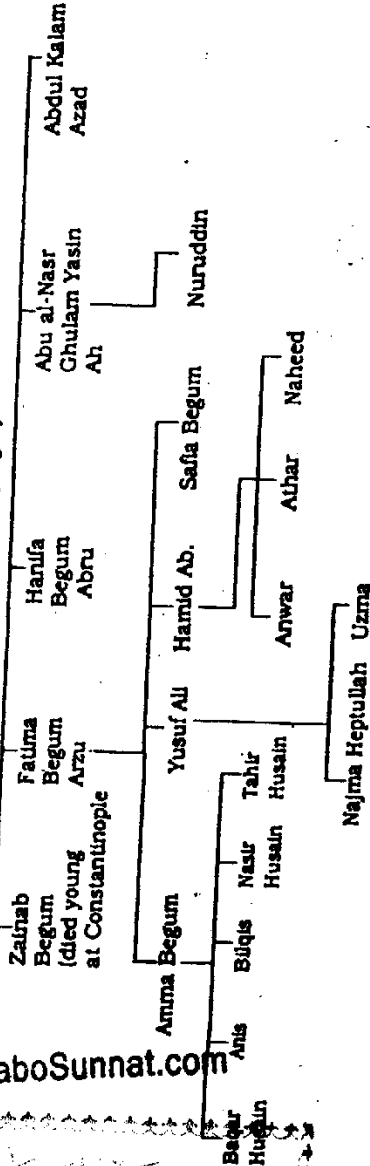 Zainab
Begum
(died young
at Constantinople
Fatima
Begum
Arzu
Hanifa
Begum
Abru
Abu al-Nasr
Ghulam Yasin
Ah
Abdul Kalam
Azad
Amma Begum
Yusuf Ali
Hamid Ab.
Safia Begum
Nuruddin
Baqar
Husain
Anis
Bilqis
Nasir
Husain
Tahir
Husain
Anwar
Athar
Naheed
Najma Heptullah
Uzma
aboSunnat.com